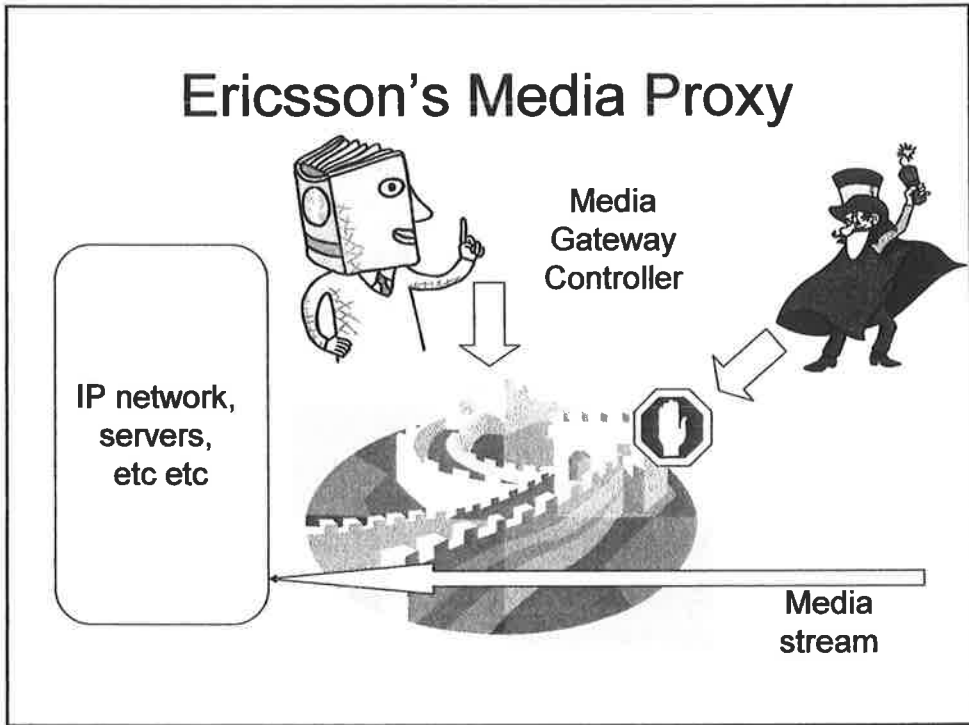 Ericsson's Media Proxy
Media
Gateway
Controller
IP network,
servers,
etc etc
Media
stream